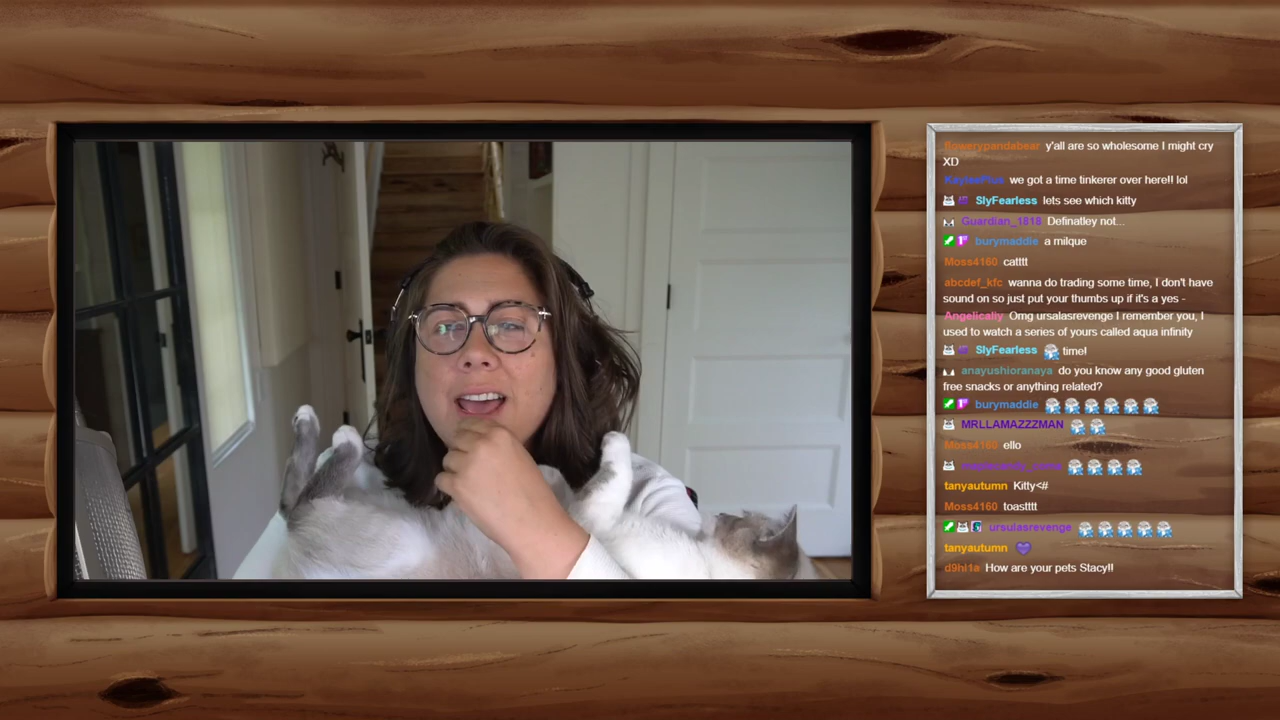 flowerypandabear y'all are so wholesome I might cry
XD
KayleePlus we got a time tinkerer over here!! lol
SlyFearless lets see which kitty
Guardian_1818 Definatley not...
burymaddie a milque
Moss4160 catttt
abcdef_kfc wanna do trading some time, I don't have
sound on so just put your thumbs up if it's a yes -
Angelically Omg ursalasrevenge I remember you, I
used to watch a series of yours called aqua infinity
SlyFearless time!
anayushioranaya do you know any good gluten
free snacks or anything related?
burymaddie
MRLLAMAZZZMAN
Moss4160 ello
tanyautumn Kitty<#
Moss4160 toastttt
ursulasrevenge
tanyautumn
d9hl1a How are your pets Stacy!!